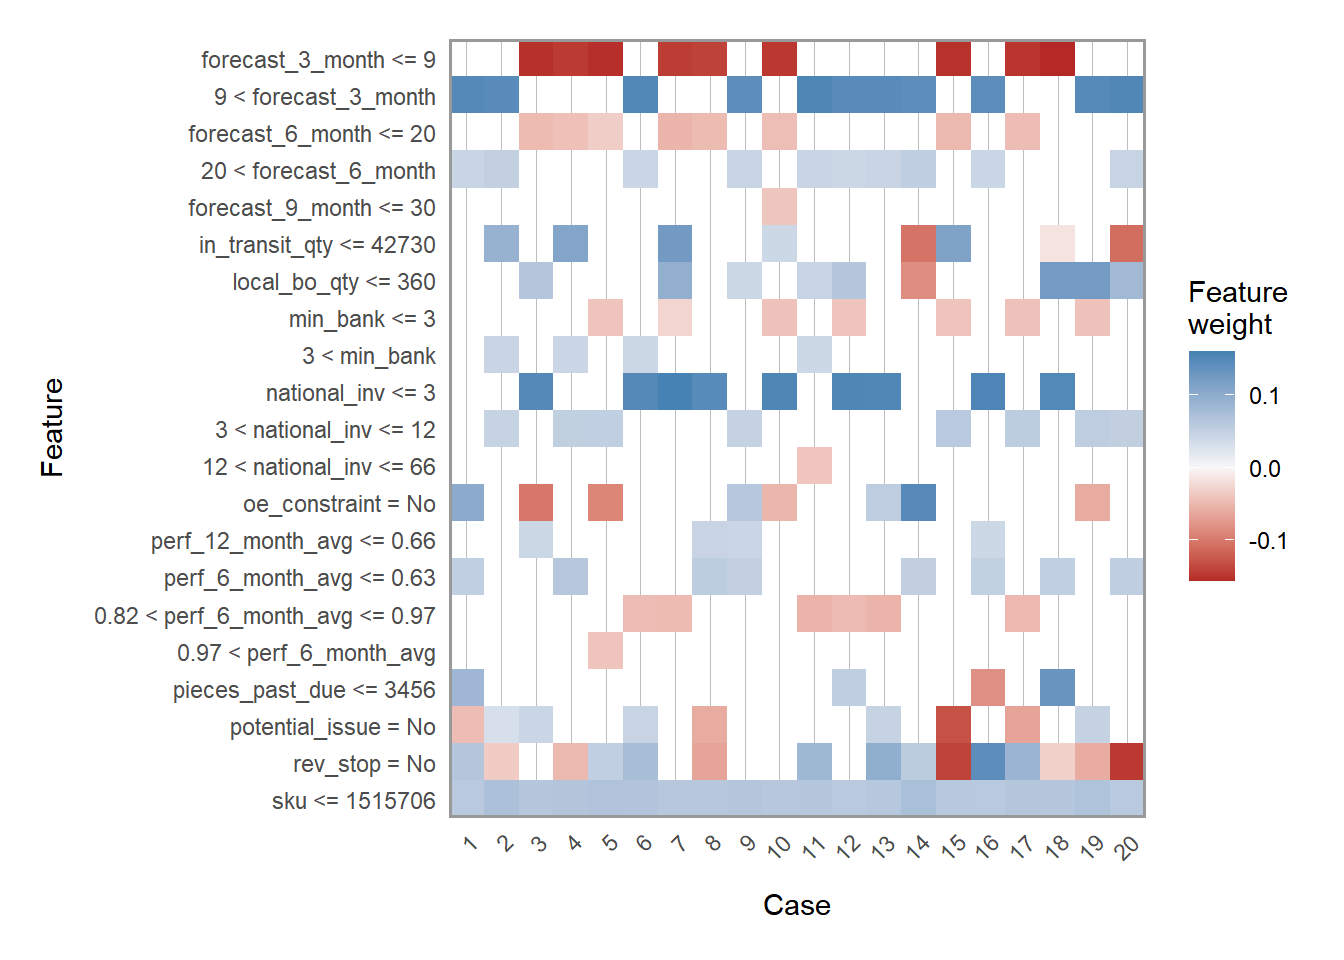 forecast_3_month <= 9
9 < forecast_3_month
forecast_6_month <= 20
20 < forecast_6_month
forecast_9_month <= 30
in_transit_qty <= 42730
local_bo_qty <= 360
min_bank <= 3
3 < min_bank
national_inv <= 3
3 < national_inv <= 12
12 < national_inv <= 66
oe_constraint = No
perf_12_month_avg <= 0.66
perf_6_month_avg <= 0.63
0.82 < perf_6_month_avg <= 0.97
0.97 < perf_6_month_avg
pieces_past_due <= 3456
potential_issue = No
rev_stop = No
sku <= 1515706
Feature
1 2 3 4 5 6 7 8 9 10 11 12 13 14 15 16 17 18 19 20
Case
Feature
weight
0.1
0.0
-0.1